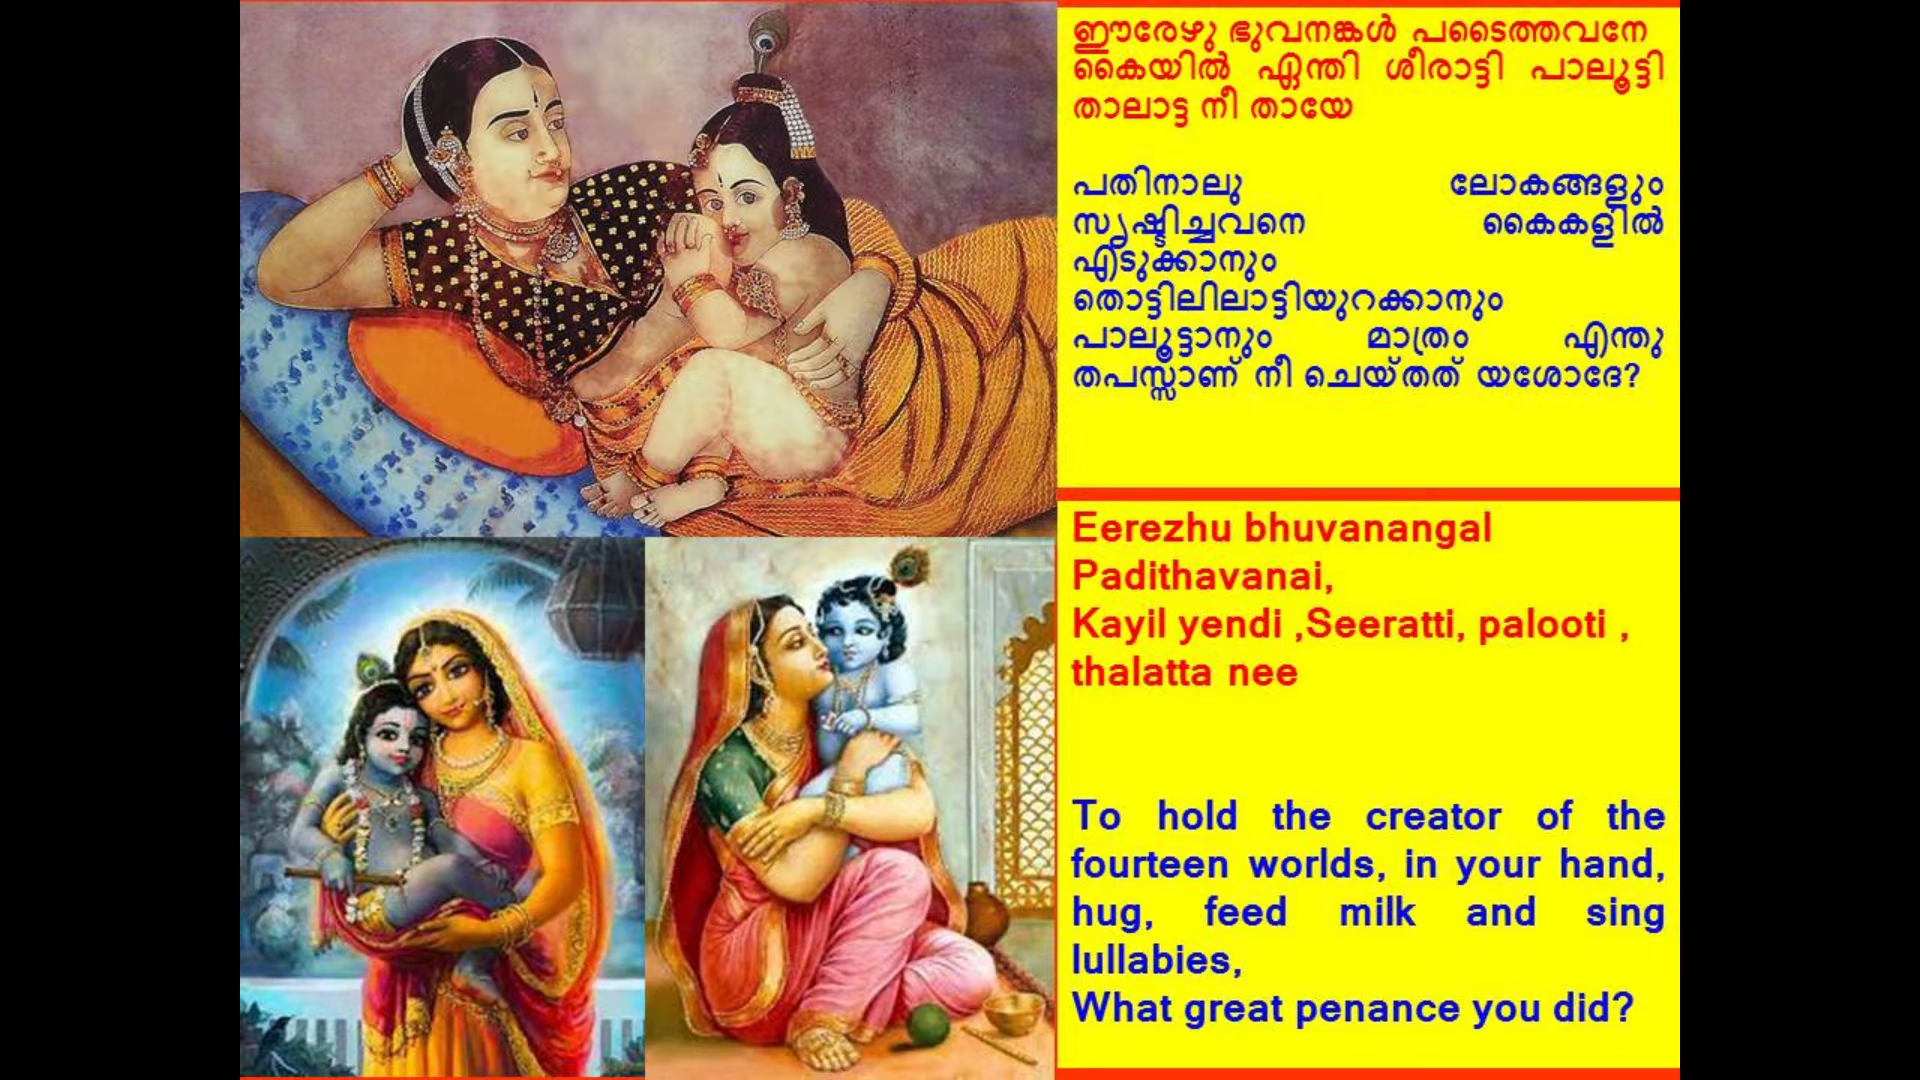 ഈരേഴു ഭുവനങ്കൾ പടൈത്തവനേ
കൈയിൽ ഏന്തി ശീരാട്ടി പാലൂട്ടി
താലാട്ട നീ തായേ
പതിനാലു ലോകങ്ങളും
സൃഷ്ടിച്ചവനെ കൈകളിൽ
എടുക്കാനും
തൊട്ടിലിലാട്ടിയുറക്കാനും
പാലൂട്ടാനും മാത്രം എന്തു
തപസ്സാണ് നീ ചെയ്തത് യശോദേ?
Eerezhu bhuvanangal
Padithavanai,
Kayil yendi ,Seeratti, palooti ,
thalatta nee
To hold the creator of the
fourteen worlds, in your hand,
hug, feed milk and sing
lullabies,
What great penance you did?